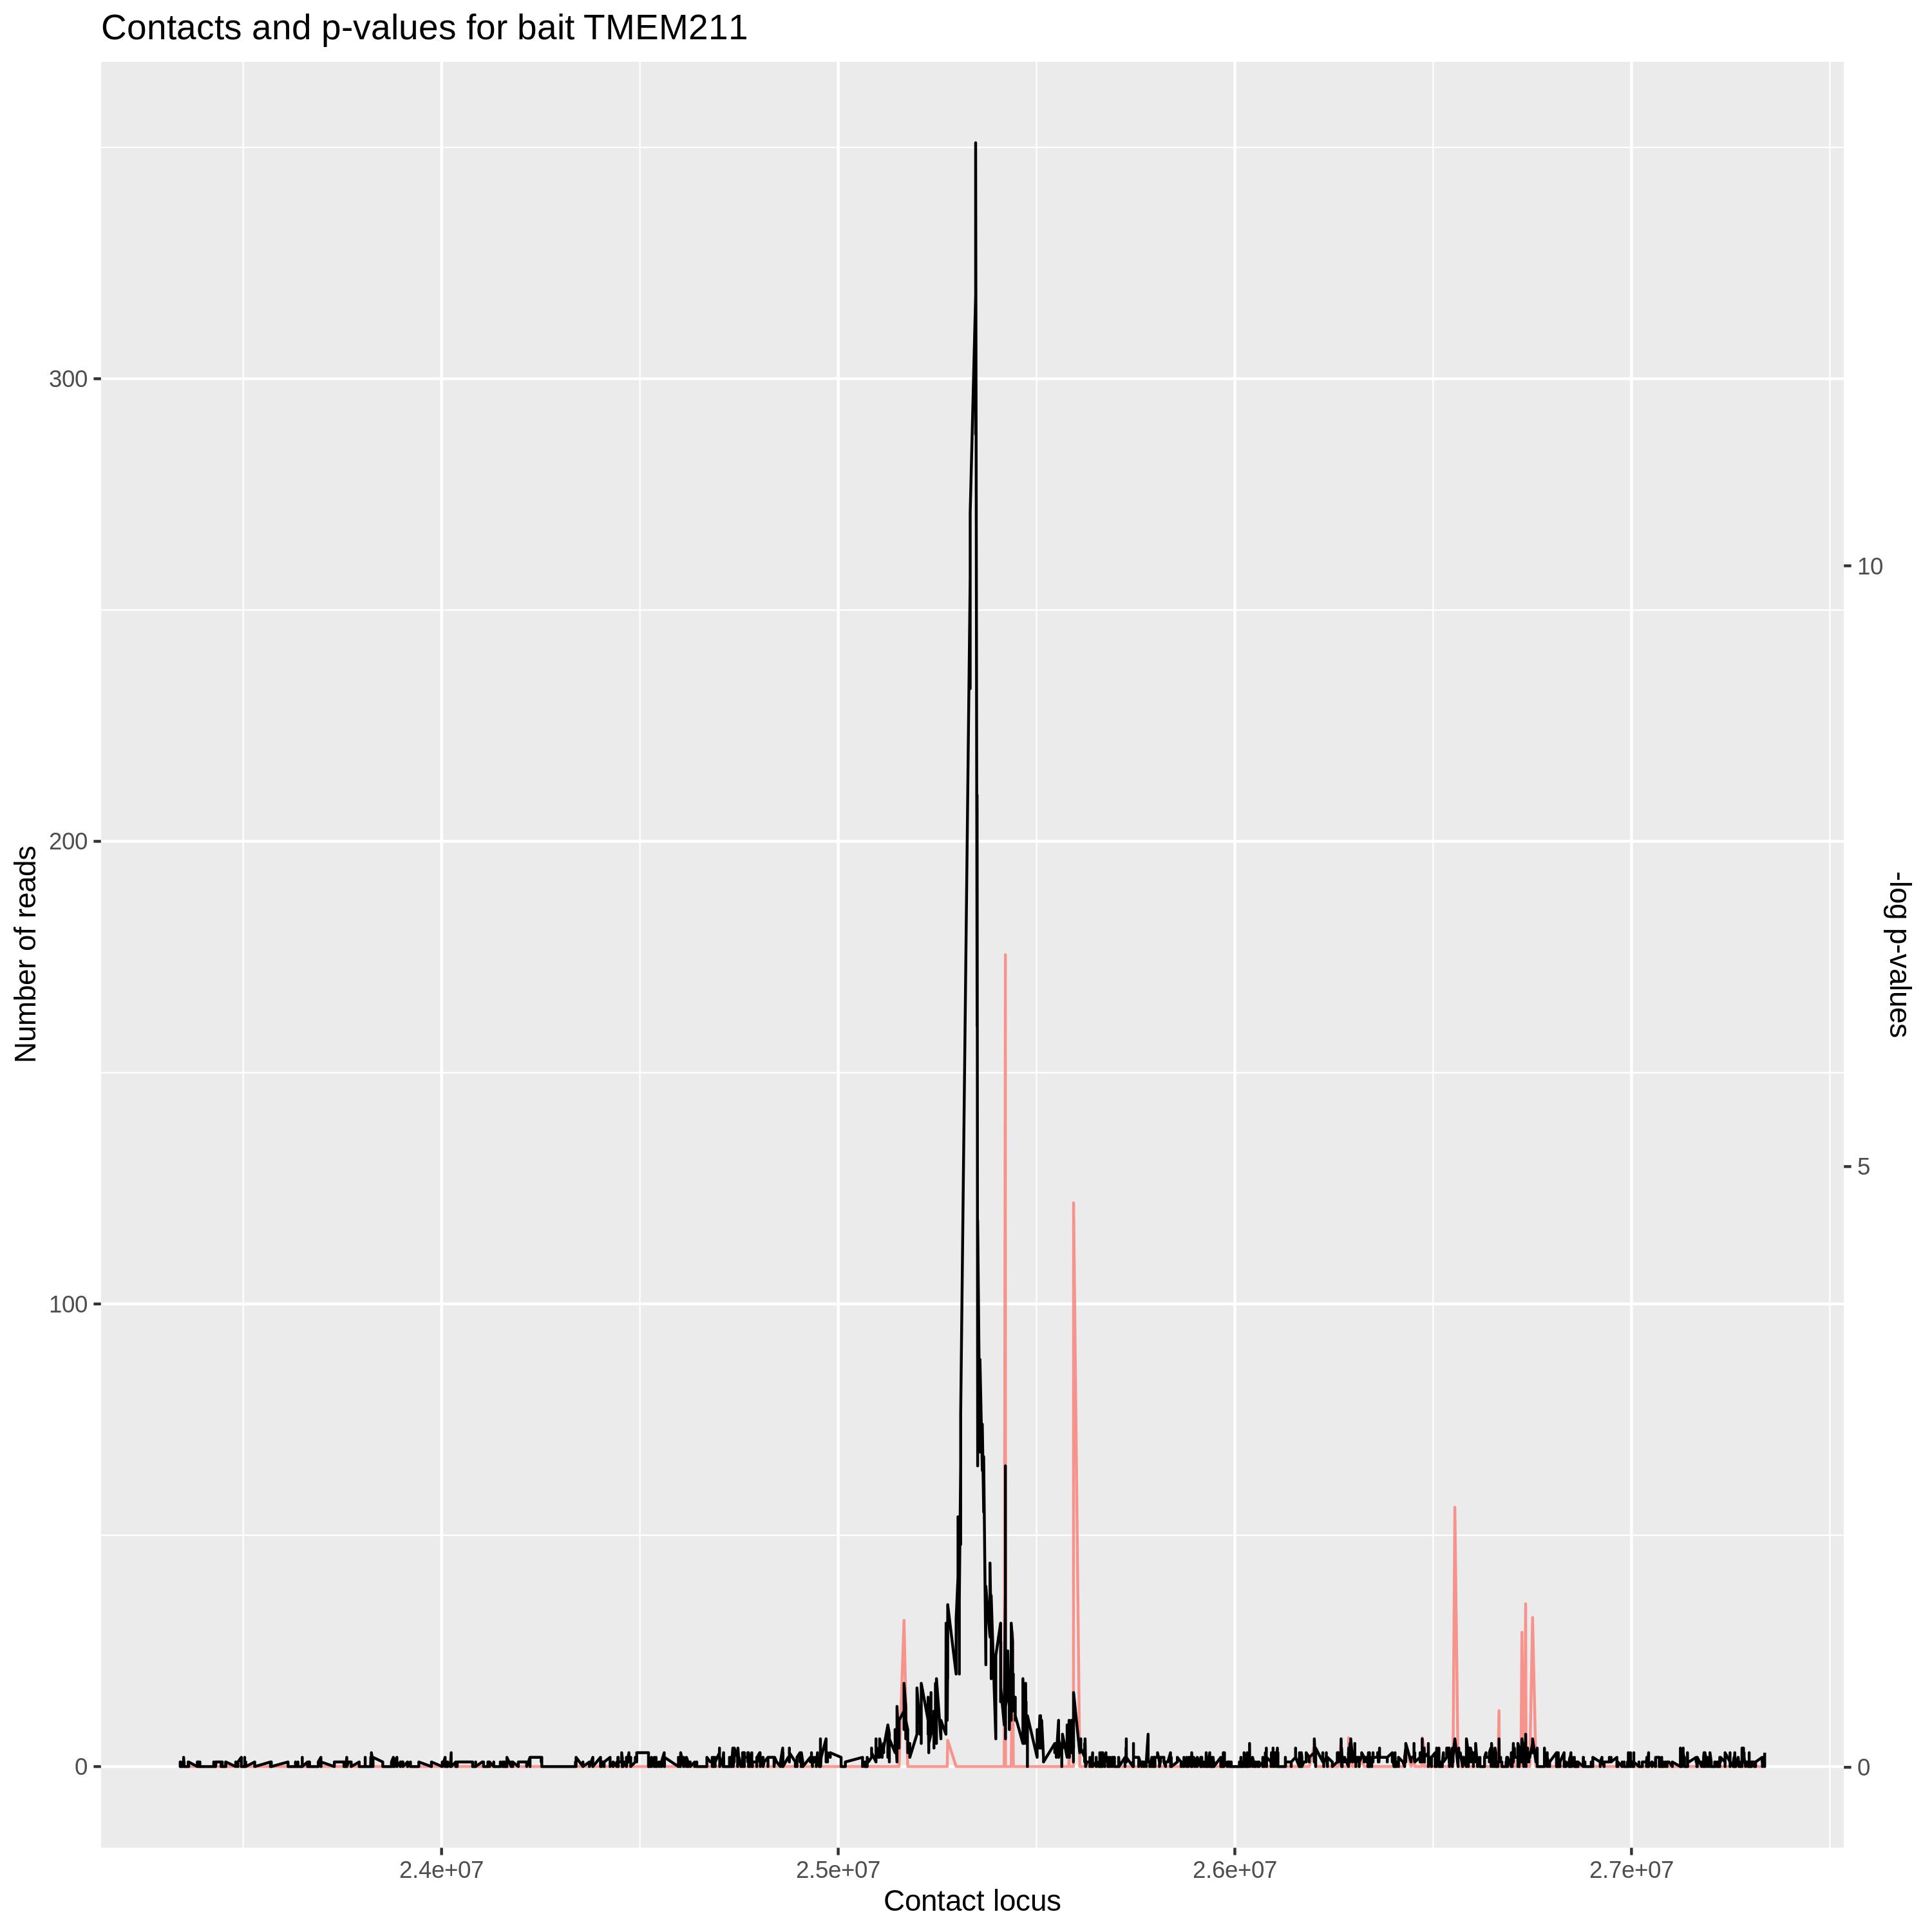 Contacts and p-values for bait TMEM211
Number of reads
300
200
100
0
10
5
0
-log p-values
2.4e+07
2.5e+07
2.6e+07
2.7e+07
Contact locus